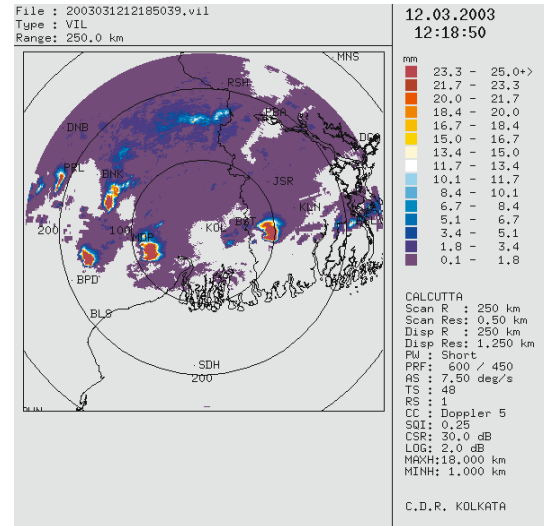 File : 2003031212185039.vil
Type : VIL
Range: 250.0 km
12.03.2003
12:18:50
mm
23.3 - 25.0+>
21.7 - 23.3
20.0 - 21.7
18.4 - 20.0
16.7 - 18.4
15.0 - 16.7
13.4 - 15.0
11.7 - 13.4
10.1 - 11.7
8.4 - 10.1
6.7 - 8.4
5.1 - 6.7
3.4 - 5.1
1.8 - 3.4
0.1 - 1.8
MNS
RSH
DNB
PRL
BNK
JSR
KLN
200
100
KOL
BPD
BLS
SDH
200
CALCUTTA
Scan R : 250 km
Scan Res: 0.50 km
Disp R : 250 km
Disp Res: 1.250 km
PW : Short
PRF: 600 / 450
AS : 7.50 deg/s
TS : 48
RS : 1
CC : Doppler 5
SQI: 0.25
CSR: 30.0 dB
LOG: 2.0 dB
MAXH:18.000 km
MINH: 1.000 km
C.D.R. KOLKATA